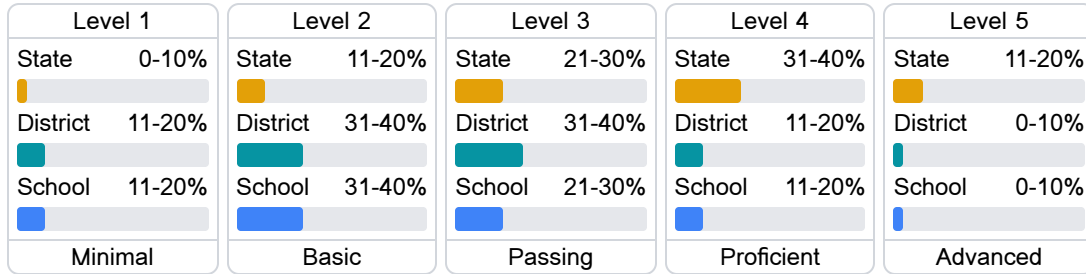 Level 1
State 0-10%
District 11-20%
School 11-20%
Minimal
Level 2
State 11-20%
District 31-40%
School 31-40%
Basic
Level 3
State 21-30%
District 31-40%
School 21-30%
Passing
Level 4
State 31-40%
District 11-20%
School 11-20%
Proficient
Level 5
State 11-20%
District 0-10%
School 0-10%
Advanced